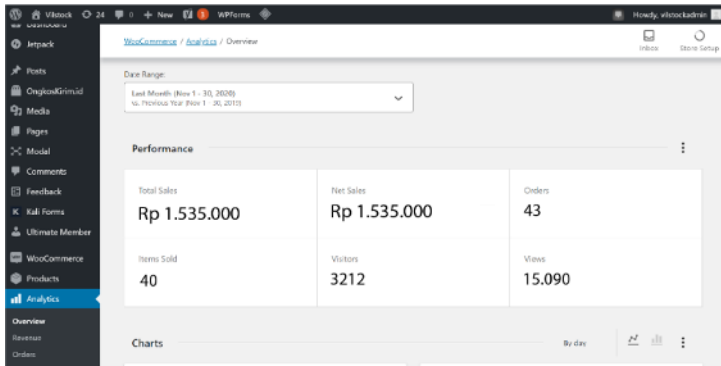 Vilstock 24 0 + New 1 WPForms Howdy, vilstockadmin
Dashboard
Jetpack
Posts
OngkosKirim.id
Media
Pages
Modal
Comments
Feedback
Kali Forms
Ultimate Member
WooCommerce
Products
Analytics
Overview
Revenue
Orders
WooCommerce / Analytics / Overview
Inbox
Store Setup
Date Range:
Last Month (Nov 1 - 30, 2020)
vs. Previous Year (Nov 1 - 30, 2019)
Performance
Total Sales
Rp 1.535.000
Net Sales
Rp 1.535.000
Orders
43
Items Sold
40
Visitors
3212
Views
15.090
Charts
By day